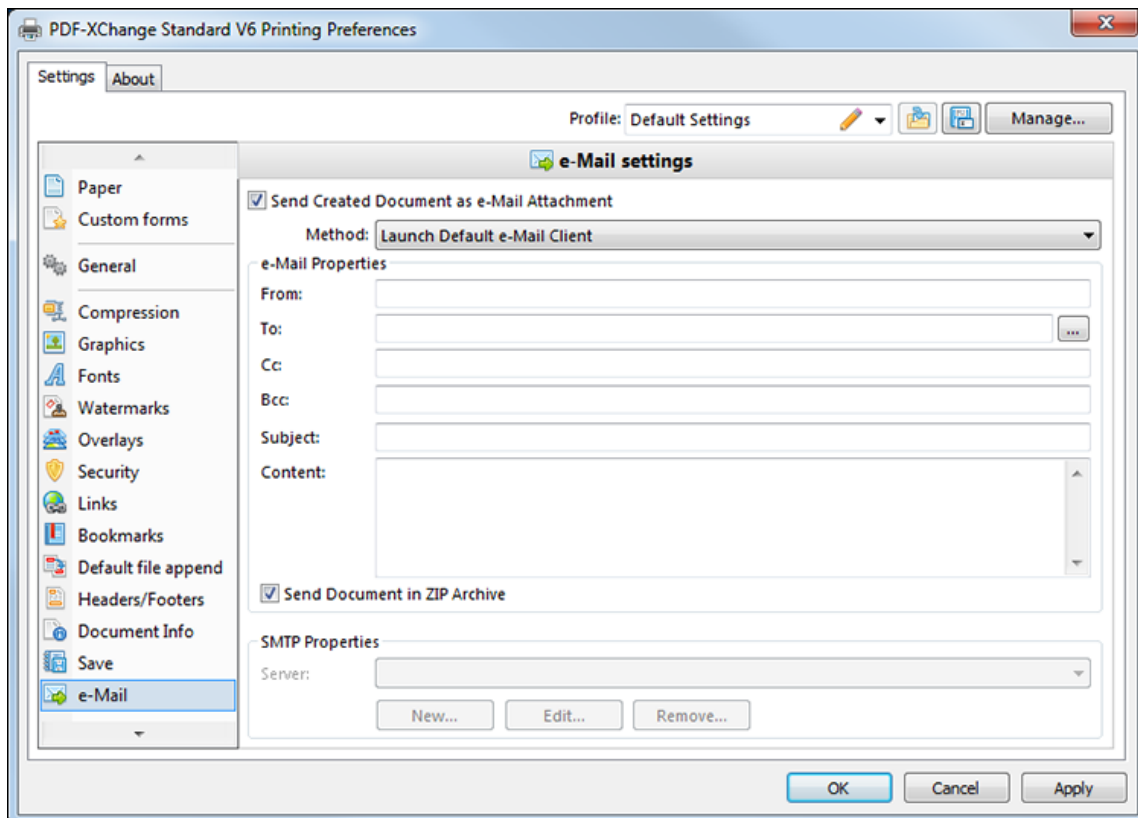 PDF-XChange Standard V6 Printing Preferences
Settings
About
Profile: Default Settings
Manage...
Paper
Custom forms
General
Compression
Graphics
Fonts
Watermarks
Overlays
Security
Links
Bookmarks
Default file append
Headers/Footers
Document Info
Save
e-Mail
e-Mail settings
Send Created Document as e-Mail Attachment
Method: Launch Default e-Mail Client
e-Mail Properties
From:
To:
...
Cc:
Bcc:
Subject:
Content:
Send Document in ZIP Archive
SMTP Properties
Server:
New... Edit... Remove...
OK Cancel Apply